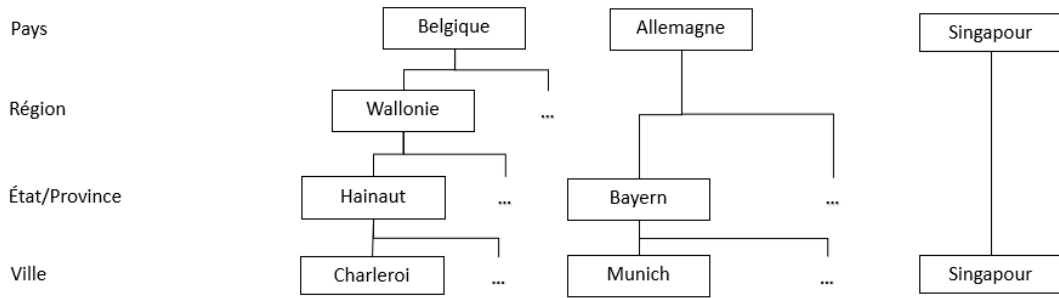 Pays Belgique Allemagne Singapour
Région Wallonie ...
État/Province Hainaut ... Bayern ...
Ville Charleroi ... Munich ... Singapour